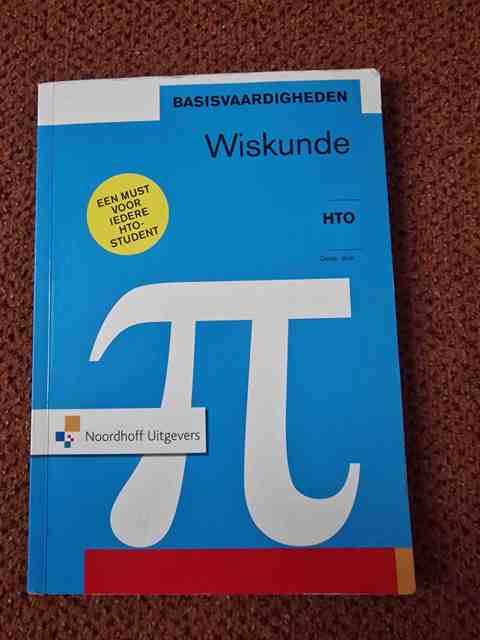 BASISVAARDIGHEDEN
Wiskunde
EEN MUST
VOOR
IEDERE
HTO-
STUDENT
HTO
π
Noordhoff Uitgevers